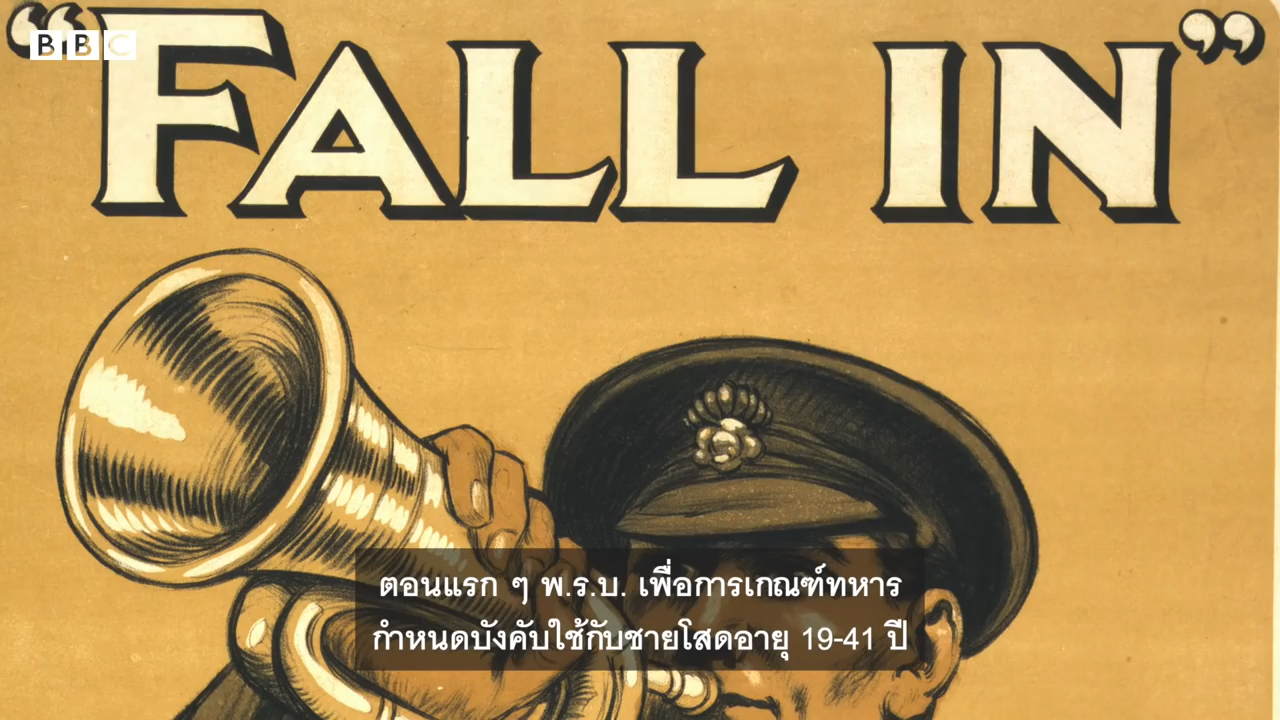 BBC
“FALL IN”
ตอนแรก ๆ พ.ร.บ. เพื่อการเกณฑ์ทหาร
กำหนดบังคับใช้กับชายโสดอายุ 19-41 ปี